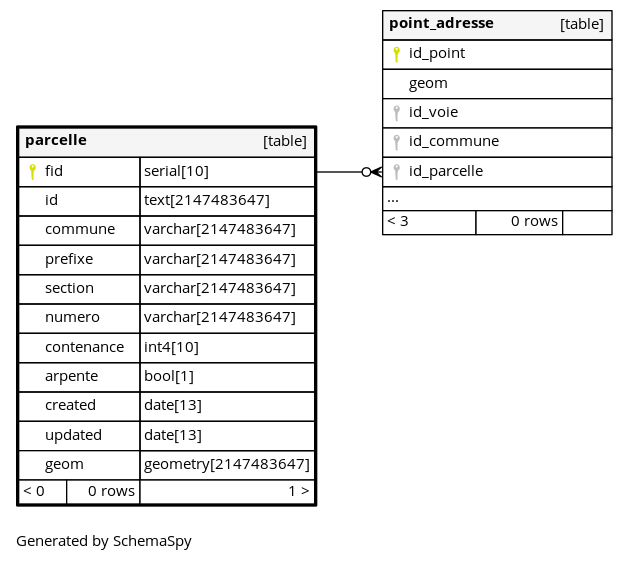 point_adresse [table]
id_point
geom
id_voie
id_commune
id_parcelle
...
< 3 0 rows
parcelle [table]
fid serial[10]
id text[2147483647]
commune varchar[2147483647]
prefixe varchar[2147483647]
section varchar[2147483647]
numero varchar[2147483647]
contenance int4[10]
arpente bool[1]
created date[13]
updated date[13]
geom geometry[2147483647]
< 0 0 rows 1 >
Generated by SchemaSpy